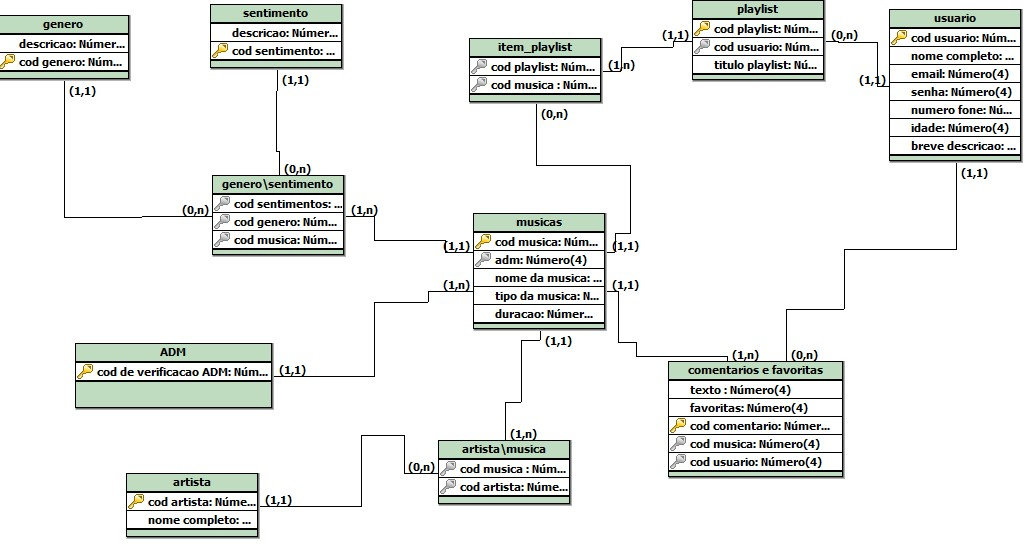 genero
descricao: Númer...
cod genero: Núm...
(1,1)
sentimento
descricao: Númer...
cod sentimento: ...
(1,1)
item_playlist
cod playlist: Núm...
cod musica : Núm...
(1,n)
(0,n)
playlist
cod playlist: Núm...
cod usuario: Núm...
titulo playlist: Nú...
(1,1)
(0,n)
usuario
cod usuario: Núm...
nome completo: ...
email: Número(4)
senha: Número(4)
numero fone: Nú...
idade: Número(4)
breve descricao: ...
(1,1)
(1,1)
(0,n)
genero\sentimento
cod sentimentos: ...
cod genero: Núm...
cod musica: Núm...
(0,n)
(1,n)
musicas
cod musica: Núm...
adm: Número(4)
nome da musica: ...
tipo da musica: N...
duracao: Númer...
(1,1)
(1,n)
(1,1)
(1,1)
(1,1)
ADM
cod de verificacao ADM: Núm...
(1,1)
comentarios e favoritas
texto : Número(4)
favoritas: Número(4)
cod comentario: Númer...
cod musica: Número(4)
cod usuario: Número(4)
(1,n)
(0,n)
artista\musica
cod musica : Núm...
cod artista: Núme...
(1,n)
(0,n)
artista
cod artista: Núme...
nome completo: ...
(1,1)